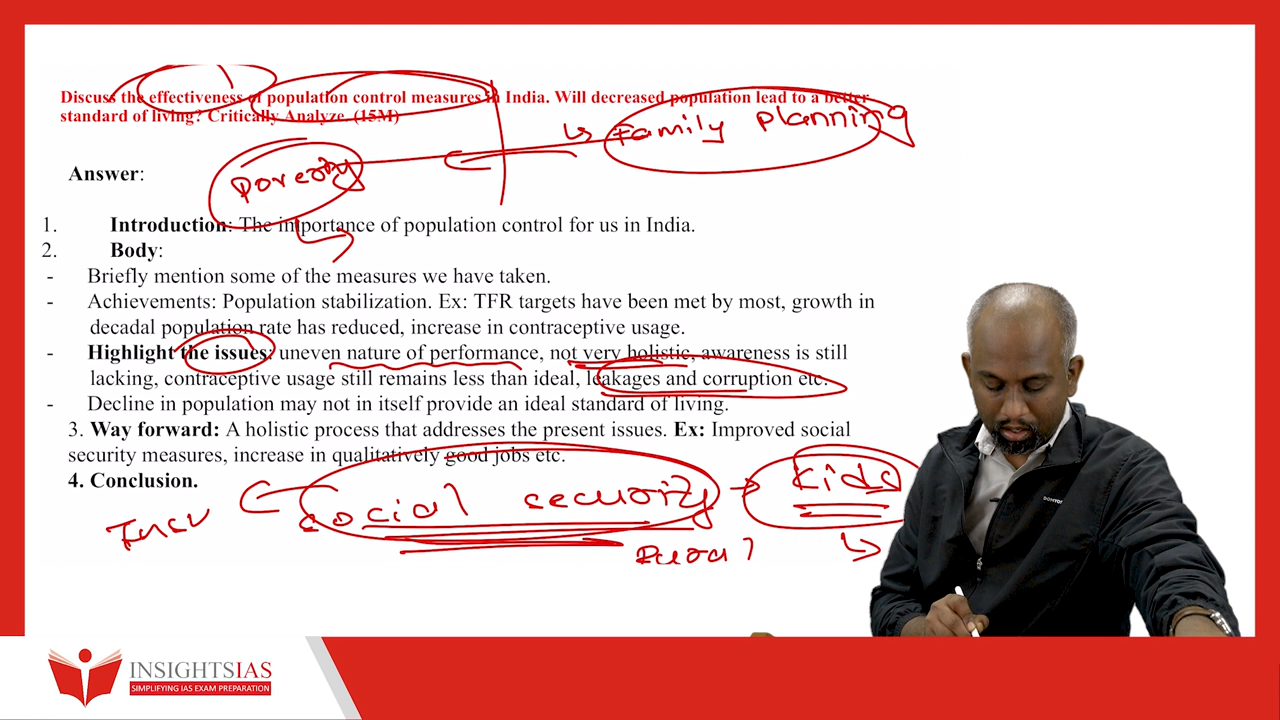 Discuss the effectiveness of population control measures in India. Will decreased population lead to a better
standard of living? Critically Analyze. (15M)
Family planning
Answer:
Poverty
1. Introduction: The importance of population control for us in India.
2. Body:
- Briefly mention some of the measures we have taken.
- Achievements: Population stabilization. Ex: TFR targets have been met by most, growth in
decadal population rate has reduced, increase in contraceptive usage.
- Highlight the issues: uneven nature of performance, not very holistic, awareness is still
lacking, contraceptive usage still remains less than ideal, leakages and corruption etc.
- Decline in population may not in itself provide an ideal standard of living.
3. Way forward: A holistic process that addresses the present issues. Ex: Improved social
security measures, increase in qualitatively good jobs etc.
4. Conclusion.
social security
kids
INSIGHTSIAS
SIMPLIFYING IAS EXAM PREPARATION